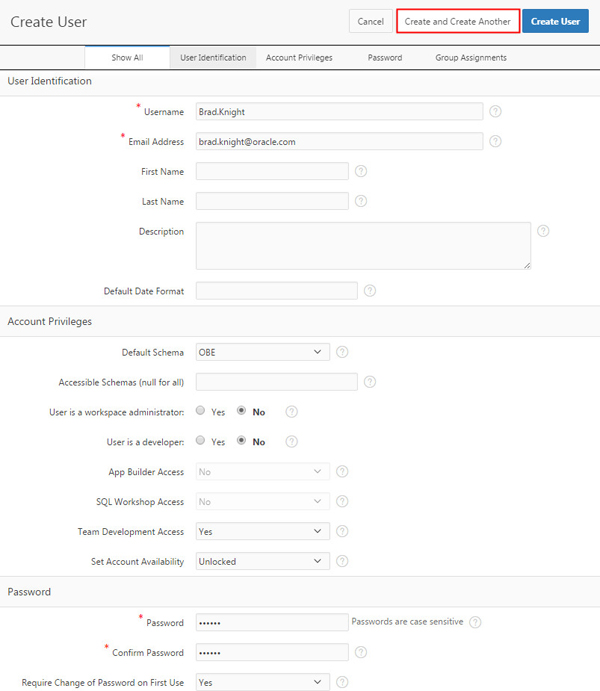 Create User
Cancel
Create and Create Another
Create User
Show All
User Identification
Account Privileges
Password
Group Assignments
User Identification
* Username Brad.Knight ?
* Email Address brad.knight@oracle.com ?
First Name ?
Last Name ?
Description ?
Default Date Format ?
Account Privileges
Default Schema OBE ?
Accessible Schemas (null for all) ?
User is a workspace administrator: Yes No ?
User is a developer: Yes No ?
App Builder Access No ?
SQL Workshop Access No ?
Team Development Access Yes ?
Set Account Availability Unlocked ?
Password
* Password •••••• Passwords are case sensitive ?
* Confirm Password •••••• ?
Require Change of Password on First Use Yes ?